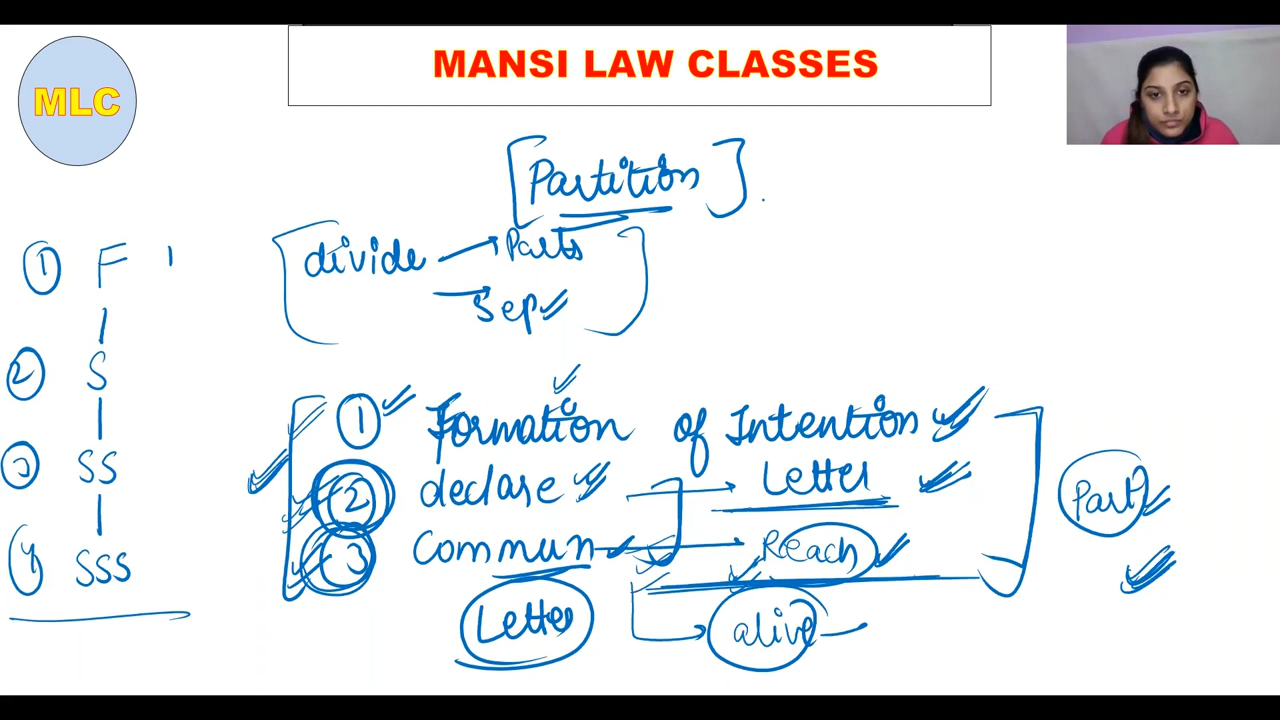 MANSI LAW CLASSES
MLC
[Partition]
divide → Parts
→ Sep
① F
② S
③ SS
④ SSS
① Formation of Intention
② declare → Letter
③ Commun → Reach
Letter → alive
Part